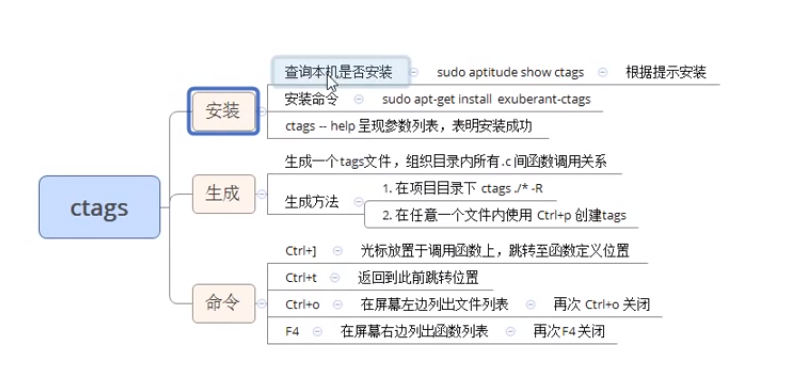 ctags
安装
查询本机是否安装 sudo aptitude show ctags 根据提示安装
安装命令 sudo apt-get install exuberant-ctags
ctags -- help 呈现参数列表，表明安装成功
生成
生成一个tags文件，组织目录内所有.c 间函数调用关系
生成方法
1. 在项目目录下 ctags ./* -R
2. 在任意一个文件内使用 Ctrl+p 创建tags
命令
Ctrl+] 光标放置于调用函数上，跳转至函数定义位置
Ctrl+t 返回到此前跳转位置
Ctrl+o 在屏幕左边列出文件列表 再次 Ctrl+o 关闭
F4 在屏幕右边列出函数列表 再次F4 关闭